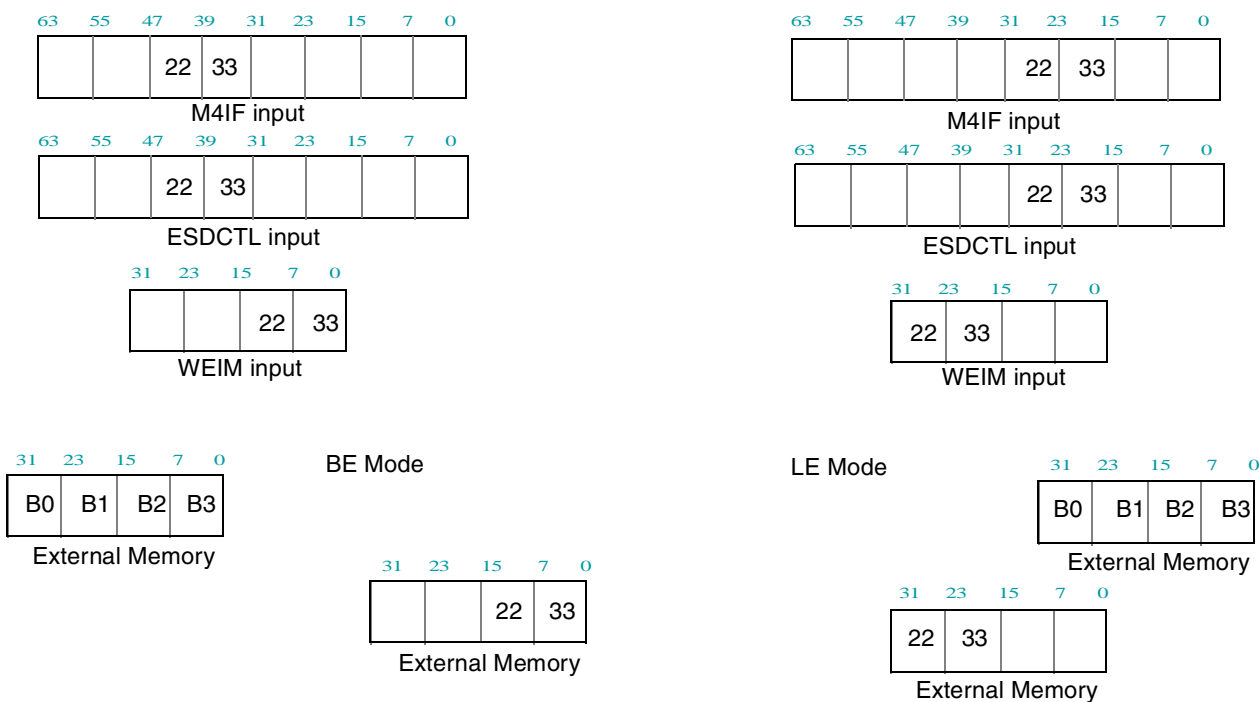 63 55 47 39 31 23 15 7 0
22 33
M4IF input
63 55 47 39 31 23 15 7 0
22 33
ESDCTL input
31 23 15 7 0
22 33
WEIM input
31 23 15 7 0
B0 B1 B2 B3
External Memory
BE Mode
31 23 15 7 0
22 33
External Memory
63 55 47 39 31 23 15 7 0
22 33
M4IF input
63 55 47 39 31 23 15 7 0
22 33
ESDCTL input
31 23 15 7 0
22 33
WEIM input
LE Mode
31 23 15 7 0
B0 B1 B2 B3
External Memory
31 23 15 7 0
22 33
External Memory